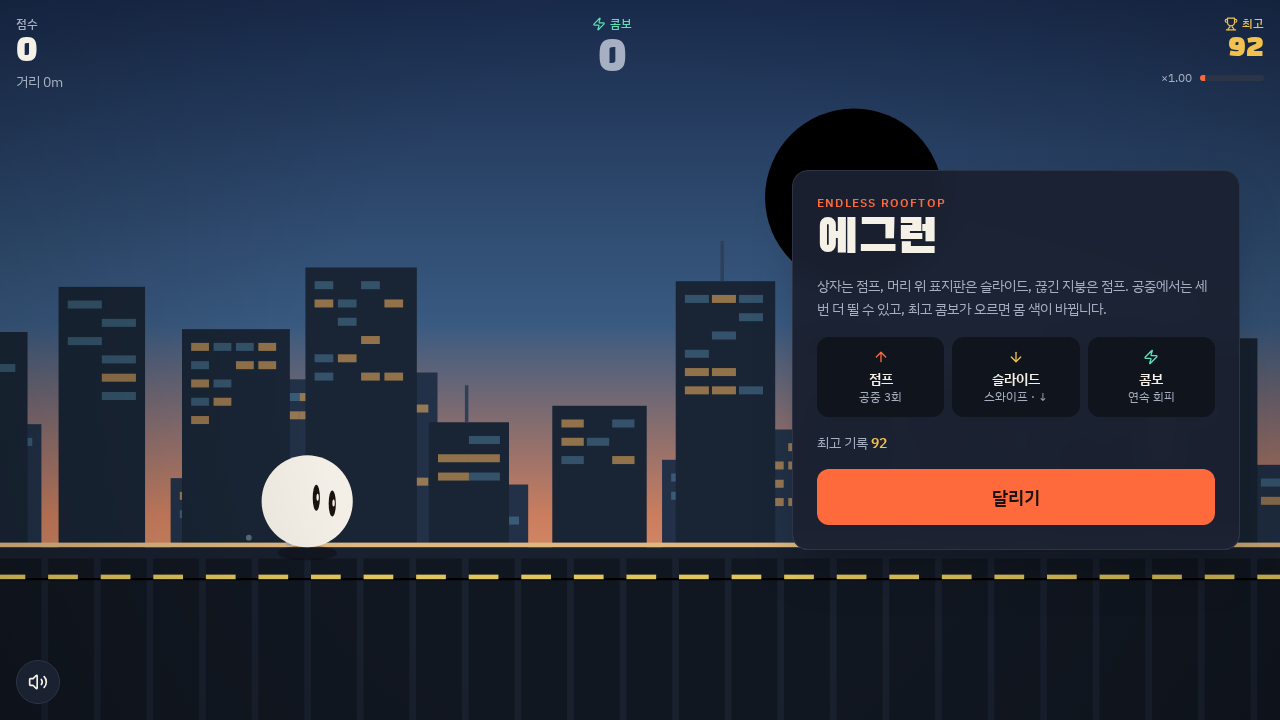 점수
0
거리 0m
콤보
0
최고
92
×1.00
ENDLESS ROOFTOP
에그런
상자는 점프, 머리 위 표지판은 슬라이드, 끊긴 지붕은 점프. 공중에서는 세
번 더 뛸 수 있고, 최고 콤보가 오르면 몸 색이 바뀝니다.
점프
공중 3회
슬라이드
스와이프 · ↓
콤보
연속 회피
최고 기록 92
달리기